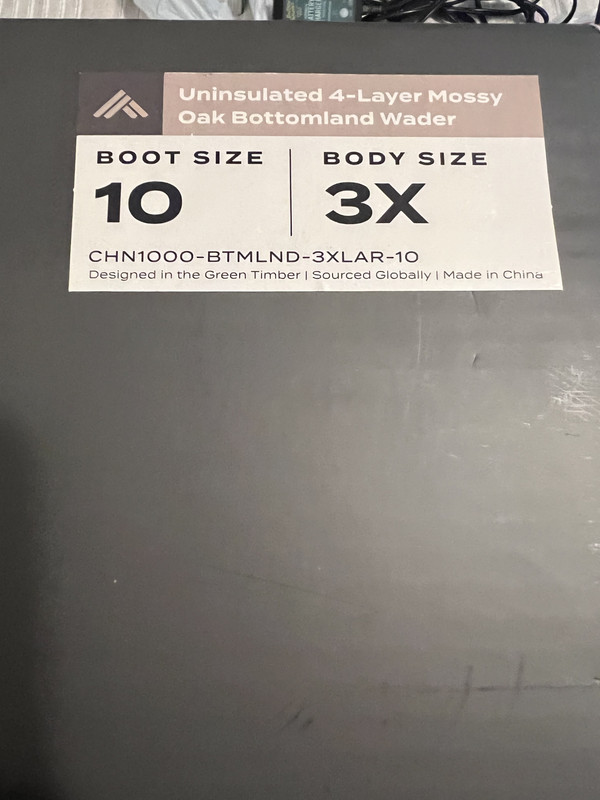 Uninsulated 4-Layer Mossy
Oak Bottomland Wader
BOOT SIZE
10
BODY SIZE
3X
CHN1000-BTMLND-3XLAR-10
Designed in the Green Timber | Sourced Globally | Made in China